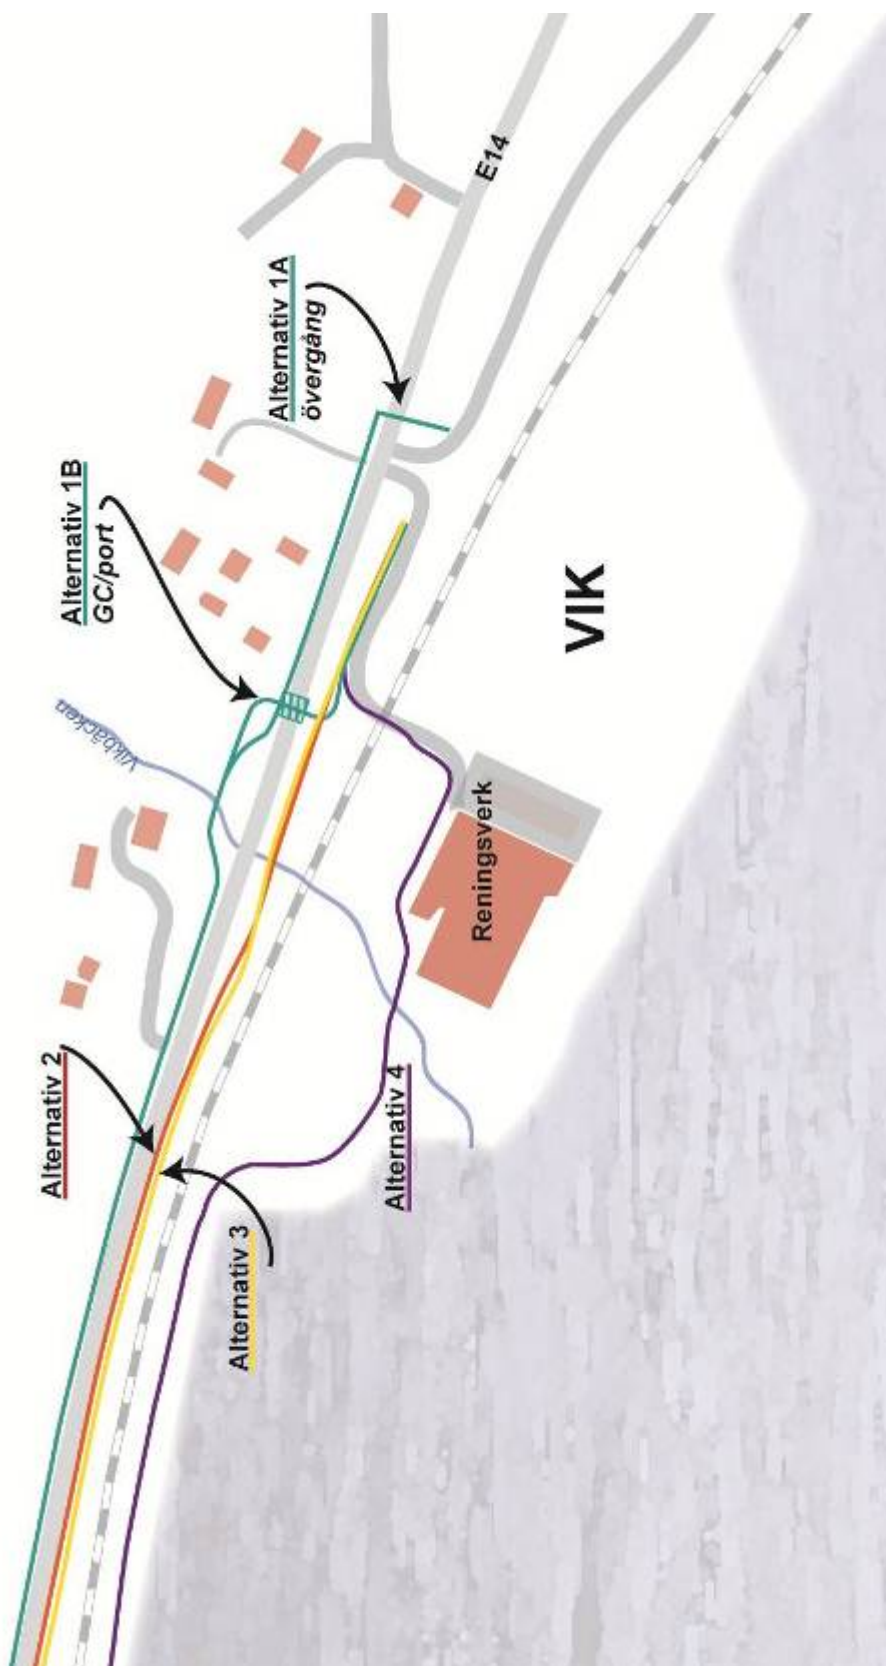 E14
Alternativ 1A
övergång
Alternativ 1B
GC/port
Vikbäcken
VIK
Reningsverk
Alternativ 2
Alternativ 4
Alternativ 3